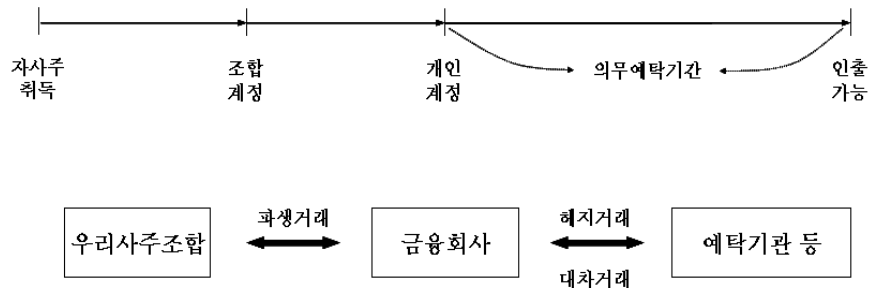 자사주
취득
조합
계정
개인
계정
의무예탁기간
인출
가능
우리사주조합
파생거래
금융회사
헤지거래
대차거래
예탁기관 등